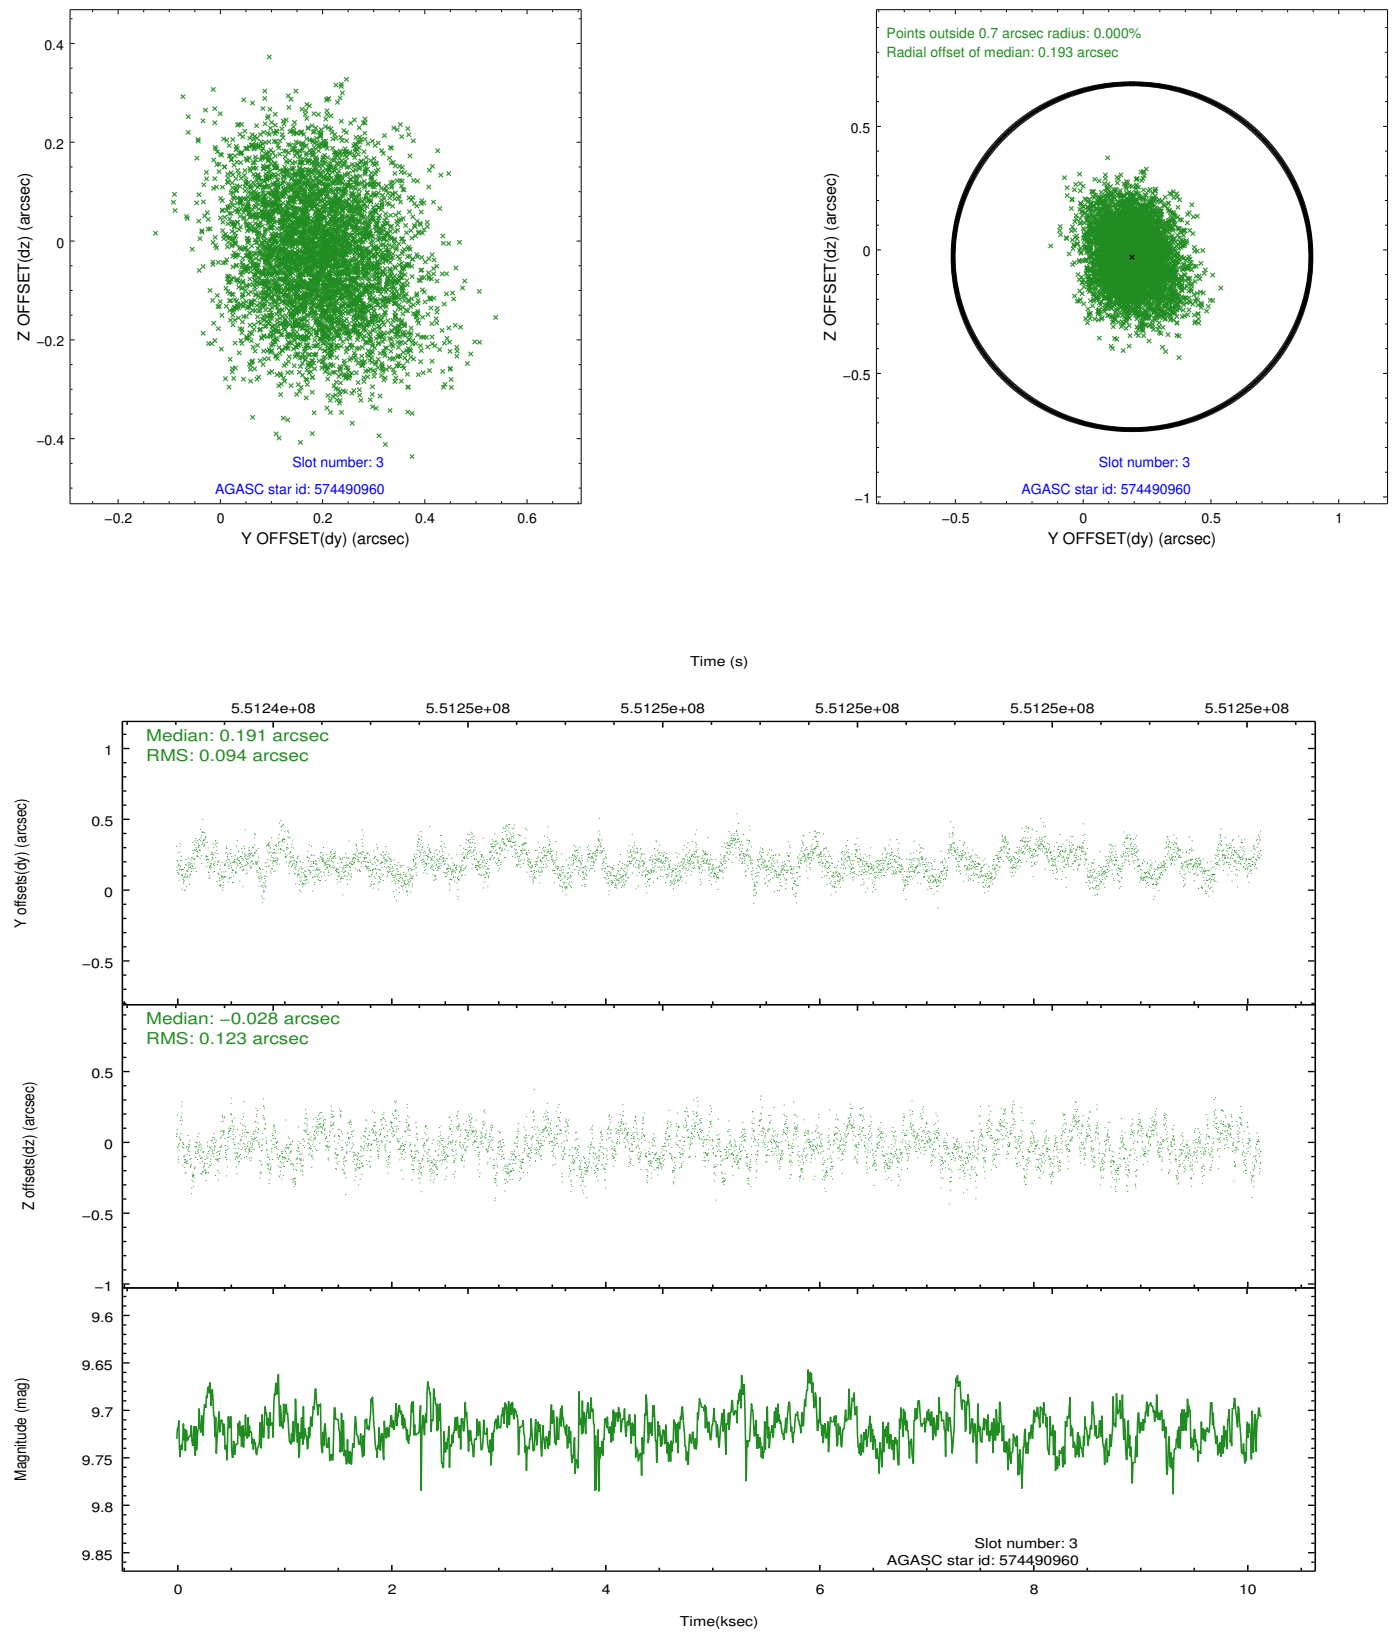 0.4
0.2
0
−0.2
−0.4
Z OFFSET(dz) (arcsec)
Slot number: 3
AGASC star id: 574490960
−0.2 0 0.2 0.4 0.6
Y OFFSET(dy) (arcsec)
Points outside 0.7 arcsec radius: 0.000%
Radial offset of median: 0.193 arcsec
0.5
0
−0.5
−1
Z OFFSET(dz) (arcsec)
Slot number: 3
AGASC star id: 574490960
−0.5 0 0.5 1
Y OFFSET(dy) (arcsec)
Time (s)
5.5124e+08 5.5125e+08 5.5125e+08 5.5125e+08 5.5125e+08 5.5125e+08
Median: 0.191 arcsec
RMS: 0.094 arcsec
1
0.5
0
−0.5
Y offsets(dy) (arcsec)
Median: −0.028 arcsec
RMS: 0.123 arcsec
0.5
0
−0.5
−1
Z offsets(dz) (arcsec)
9.6
9.65
9.7
9.75
9.8
9.85
Magnitude (mag)
Slot number: 3
AGASC star id: 574490960
0 2 4 6 8 10
Time(ksec)